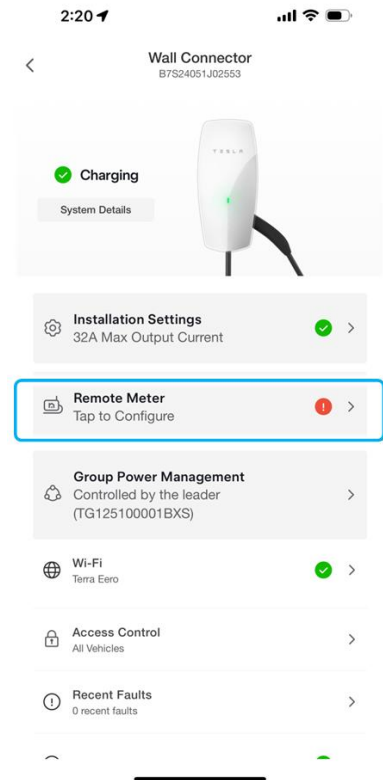 2:20
Wall Connector
B7S24051J02553
TESLA
Charging
System Details
Installation Settings
32A Max Output Current
Remote Meter
Tap to Configure
Group Power Management
Controlled by the leader
(TG125100001BXS)
Wi-Fi
Terra Eero
Access Control
All Vehicles
Recent Faults
0 recent faults